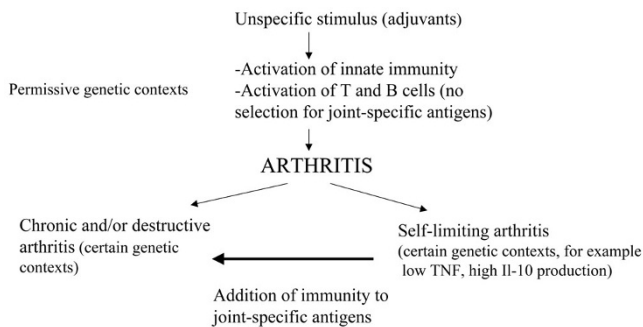 Unspecific stimulus (adjuvants)
-Activation of innate immunity
Permissive genetic contexts
-Activation of T and B cells (no
selection for joint-specific antigens)
ARTHRITIS
Chronic and/or destructive
arthritis (certain genetic
contexts)
Self-limiting arthritis
(certain genetic contexts, for example
low TNF, high Il-10 production)
Addition of immunity to
joint-specific antigens